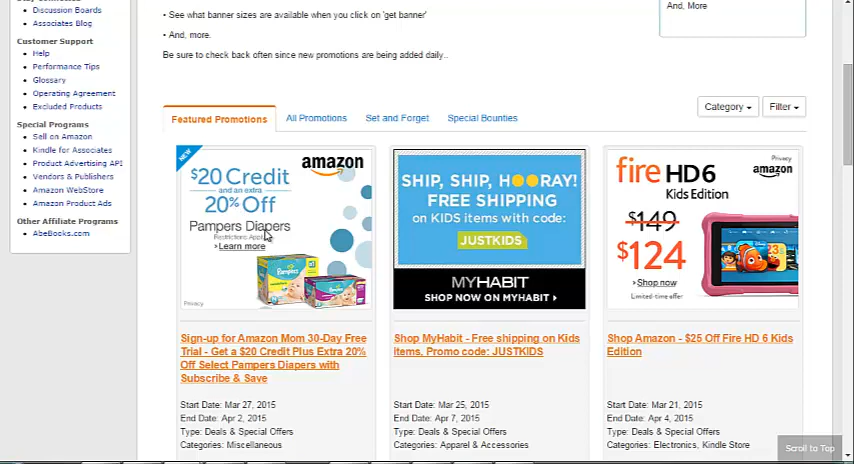 Discussion Boards
Associates Blog
Customer Support
Help
Performance Tips
Glossary
Operating Agreement
Excluded Products
Special Programs
Sell on Amazon
Kindle for Associates
Product Advertising API
Vendors & Publishers
Amazon WebStore
Amazon Product Ads
Other Affiliate Programs
AbeBooks.com
• See what banner sizes are available when you click on 'get banner'
• And, more.
Be sure to check back often since new promotions are being added daily..
And, More
Category
Filter
Featured Promotions
All Promotions
Set and Forget
Special Bounties
NEW
amazon
$20 Credit
and an extra
20% Off
Pampers Diapers
Restrictions
› Learn more
Pampers
Privacy
SHIP, SHIP, HOORAY!
FREE SHIPPING
on KIDS items with code:
JUSTKIDS
MYHABIT
SHOP NOW ON MYHABIT ›
Privacy
fire HD6
amazon
Kids Edition
$149
$124
› Shop now
Limited-time offer
Sign-up for Amazon Mom 30-Day Free
Trial - Get a $20 Credit Plus Extra 20%
Off Select Pampers Diapers with
Subscribe & Save
Start Date: Mar 27, 2015
End Date: Apr 2, 2015
Type: Deals & Special Offers
Categories: Miscellaneous
Shop MyHabit - Free shipping on Kids
items, Promo code: JUSTKIDS
Start Date: Mar 25, 2015
End Date: Apr 7, 2015
Type: Deals & Special Offers
Categories: Apparel & Accessories
Shop Amazon - $25 Off Fire HD 6 Kids
Edition
Start Date: Mar 21, 2015
End Date: Apr 4, 2015
Type: Deals & Special Offers
Categories: Electronics, Kindle Store
Scroll to Top